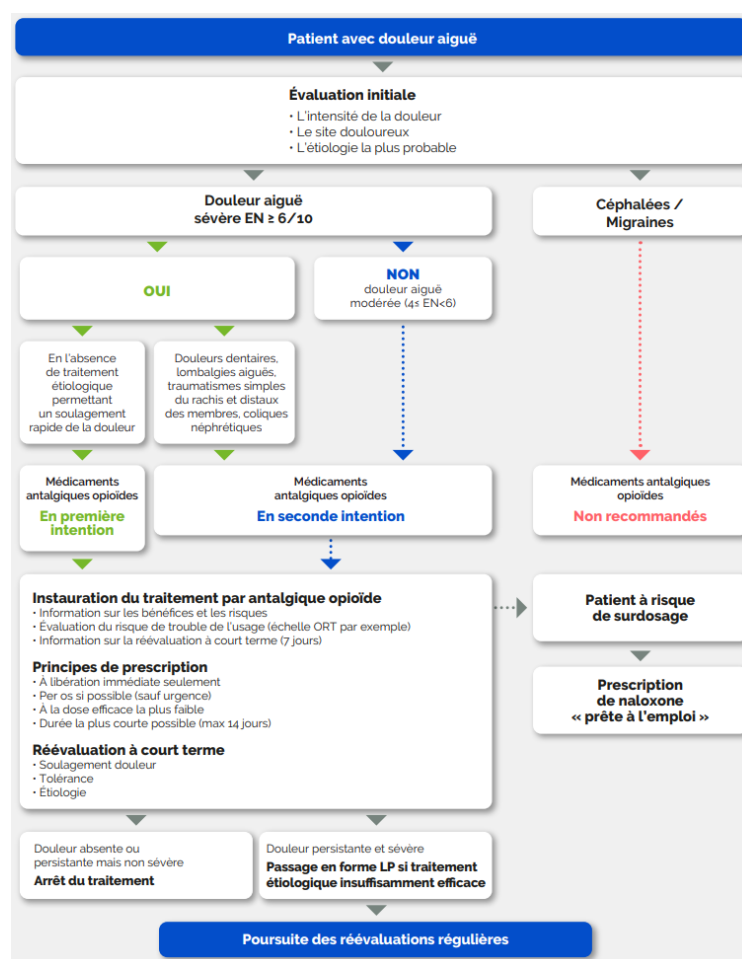 Patient avec douleur aiguë
Évaluation initiale
• L'intensité de la douleur
• Le site douloureux
• L'étiologie la plus probable
Douleur aiguë
sévère EN ≥ 6/10
Céphalées /
Migraines
OUI
NON
douleur aiguë
modérée (4≤ EN<6)
En l'absence
de traitement
étiologique
permettant
un soulagement
rapide de la douleur
Douleurs dentaires,
lombalgies aiguës,
traumatismes simples
du rachis et distaux
des membres, coliques
néphrétiques
Médicaments
antalgiques opioïdes
En première
intention
Médicaments
antalgiques opioïdes
En seconde intention
Médicaments antalgiques
opioïdes
Non recommandés
Instauration du traitement par antalgique opioïde
• Information sur les bénéfices et les risques
• Évaluation du risque de trouble de l'usage (échelle ORT par exemple)
• Information sur la réévaluation à court terme (7 jours)
Principes de prescription
• À libération immédiate seulement
• Per os si possible (sauf urgence)
• À la dose efficace la plus faible
• Durée la plus courte possible (max 14 jours)
Réévaluation à court terme
• Soulagement douleur
• Tolérance
• Étiologie
Patient à risque
de surdosage
Prescription
de naloxone
« prête à l'emploi »
Douleur absente ou
persistante mais non sévère
Arrêt du traitement
Douleur persistante et sévère
Passage en forme LP si traitement
étiologique insuffisamment efficace
Poursuite des réévaluations régulières